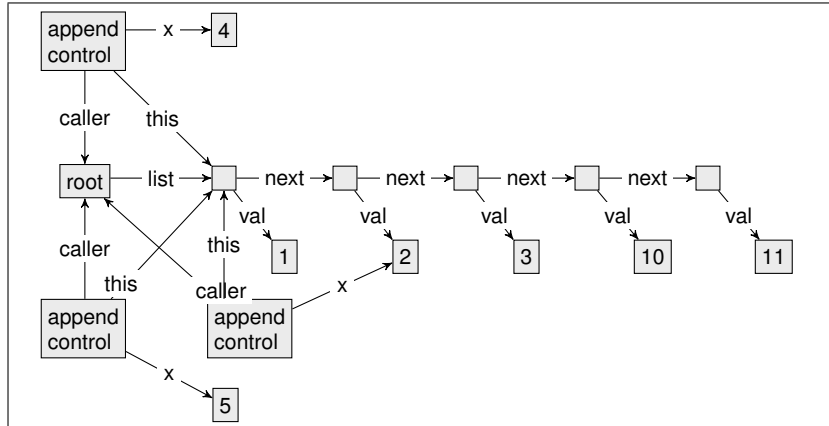 append
control
x
4
caller
this
root
list
next
next
next
next
val
val
val
val
val
1
2
3
10
11
caller
this
this
caller
x
append
control
append
control
x
5